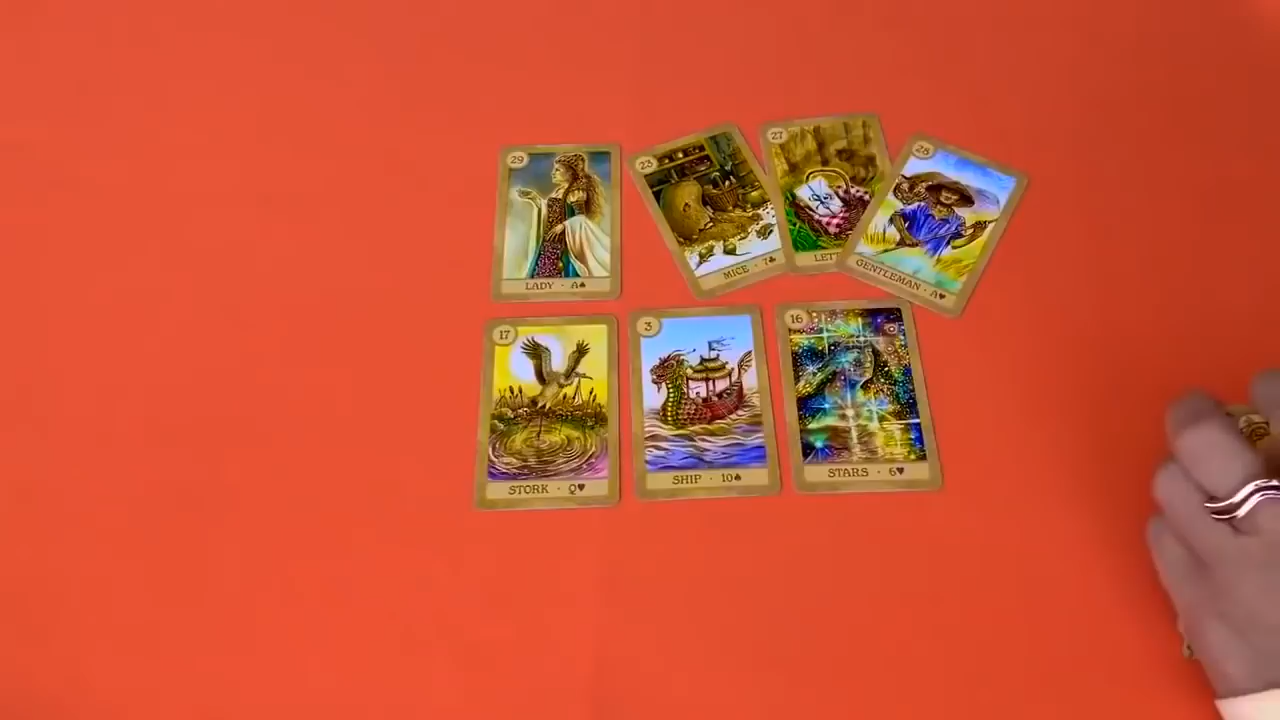 29
LADY · A♠
23
MICE · 7♣
27
LETT
28
GENTLEMAN · A♥
17
STORK · Q♥
3
SHIP · 10♠
16
STARS · 6♥